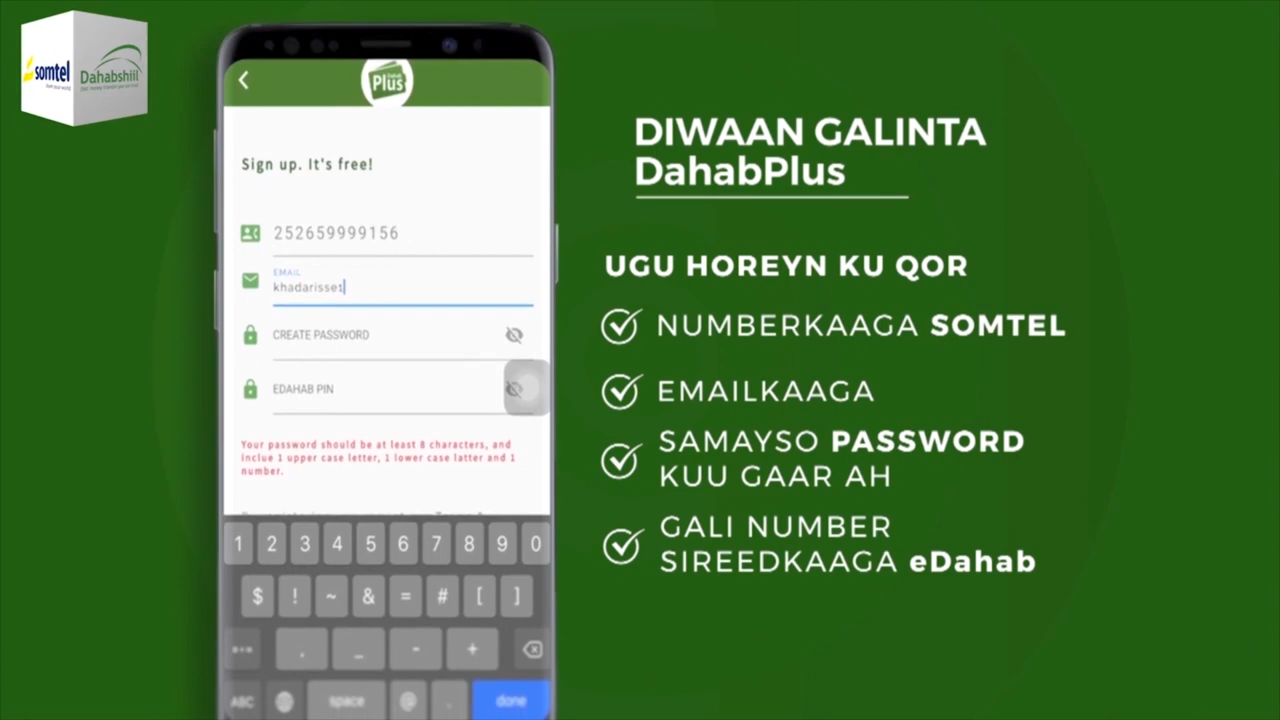 somtel
Dahabshiil
Dahab
Plus
Sign up. It's free!
252659999156
EMAIL
khadarisset
CREATE PASSWORD
EDAHAB PIN
Your password should be at least 8 characters, and
inclue 1 upper case letter, 1 lower case latter and 1
number.
1 2 3 4 5 6 7 8 9 0
$ ! ~ & = # [ ]
, _ - +
ABC space @ . done
DIWAAN GALINTA
DahabPlus
UGU HOREYN KU QOR
NUMBERKAAGA SOMTEL
EMAILKAAGA
SAMAYSO PASSWORD
KUU GAAR AH
GALI NUMBER
SIREEDKAAGA eDahab